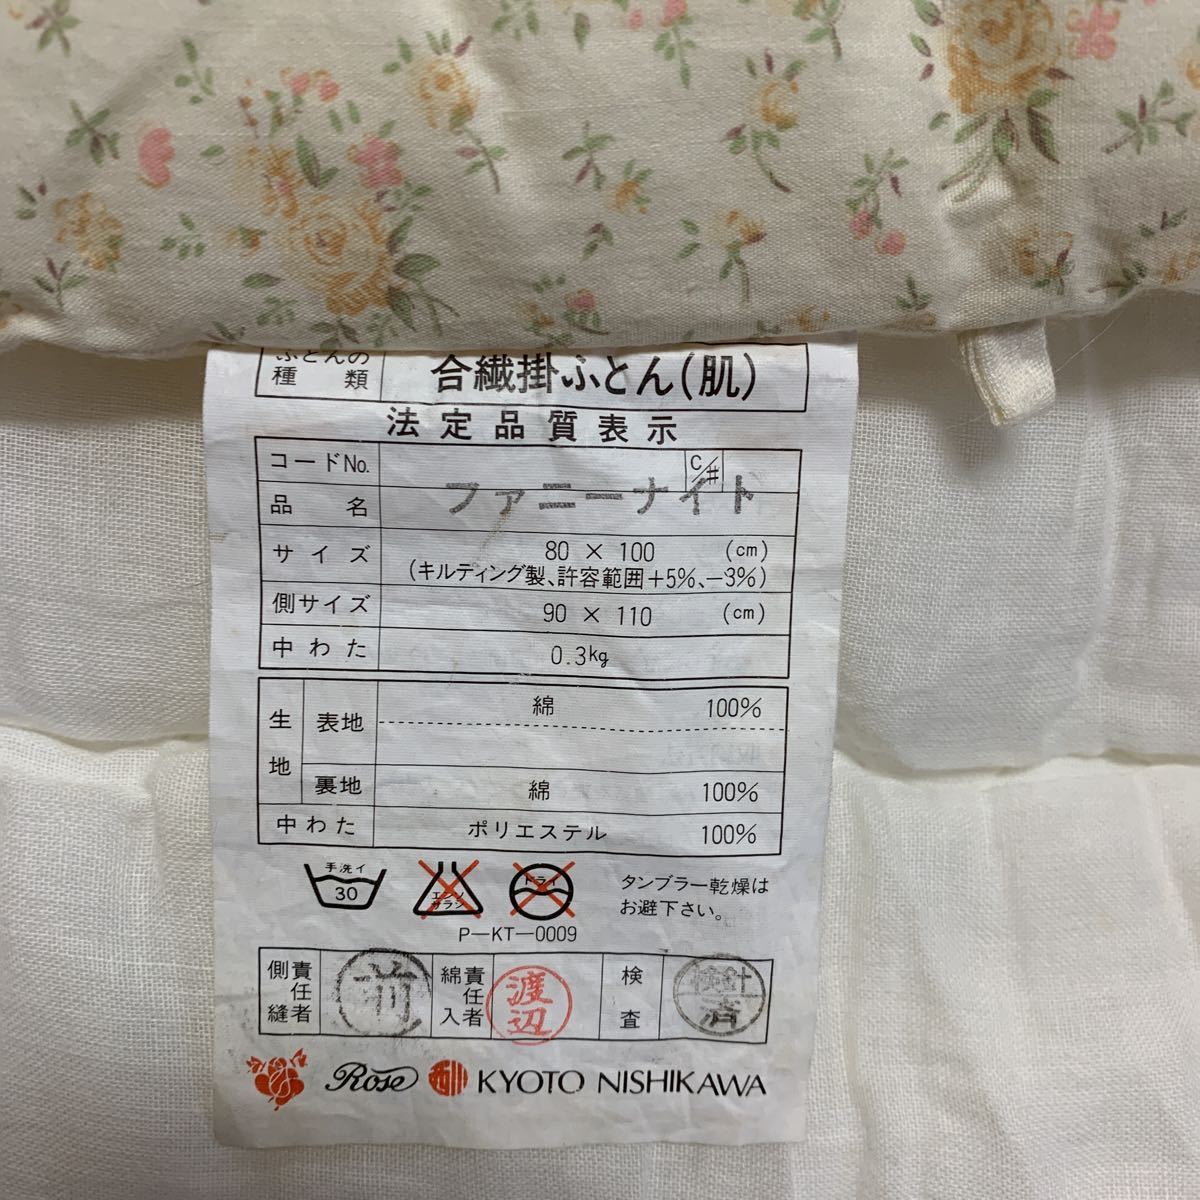 ふとんの
種類 合繊掛ふとん(肌)
法定品質表示
コードNo. C/#
品名 ファニーナイト
サイズ 80 × 100 (cm)
(キルティング製、許容範囲+5%、−3%)
側サイズ 90 × 110 (cm)
中わた 0.3kg
生地 表地 綿 100%
裏地 綿 100%
中わた ポリエステル 100%
手洗イ
30
エンソ
サラシ
ドライ
タンブラー乾燥は
お避下さい。
P−KT−0009
側縫責任者 前
綿入責任者 渡辺
検査 検針済
Rose 西川 KYOTO NISHIKAWA